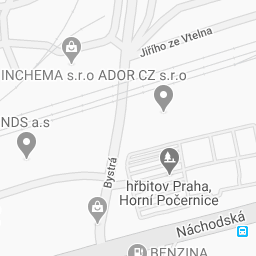 Jiřího ze Vtelna
INCHEMA s.r.o ADOR CZ s.r.o
NDS a.s
Bystrá
hřbitov Praha,
Horní Počernice
Náchodská
BENZINA